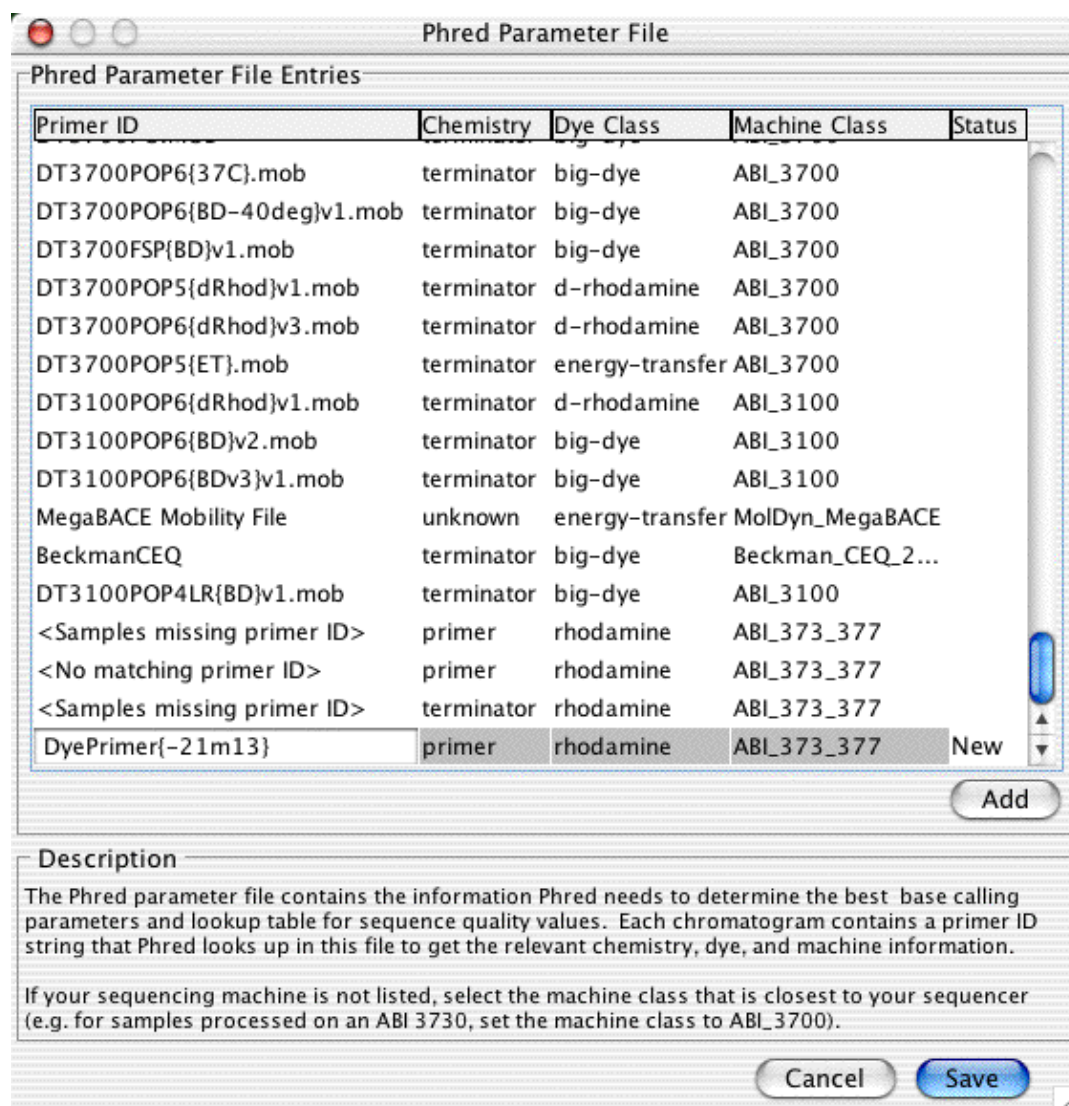 Phred Parameter File
Phred Parameter File Entries
Primer ID Chemistry Dye Class Machine Class Status
DT3700POP6{37C}.mob terminator big-dye ABI_3700
DT3700POP6{BD-40deg}v1.mob terminator big-dye ABI_3700
DT3700FSP{BD}v1.mob terminator big-dye ABI_3700
DT3700POP5{dRhod}v1.mob terminator d-rhodamine ABI_3700
DT3700POP6{dRhod}v3.mob terminator d-rhodamine ABI_3700
DT3700POP5{ET}.mob terminator energy-transfer ABI_3700
DT3100POP6{dRhod}v1.mob terminator d-rhodamine ABI_3100
DT3100POP6{BD}v2.mob terminator big-dye ABI_3100
DT3100POP6{BDv3}v1.mob terminator big-dye ABI_3100
MegaBACE Mobility File unknown energy-transfer MolDyn_MegaBACE
BeckmanCEQ terminator big-dye Beckman_CEQ_2...
DT3100POP4LR{BD}v1.mob terminator big-dye ABI_3100
<Samples missing primer ID> primer rhodamine ABI_373_377
<No matching primer ID> primer rhodamine ABI_373_377
<Samples missing primer ID> terminator rhodamine ABI_373_377
DyePrimer{-21m13} primer rhodamine ABI_373_377 New
Add
Description
The Phred parameter file contains the information Phred needs to determine the best base calling
parameters and lookup table for sequence quality values. Each chromatogram contains a primer ID
string that Phred looks up in this file to get the relevant chemistry, dye, and machine information.
If your sequencing machine is not listed, select the machine class that is closest to your sequencer
(e.g. for samples processed on an ABI 3730, set the machine class to ABI_3700).
Cancel Save